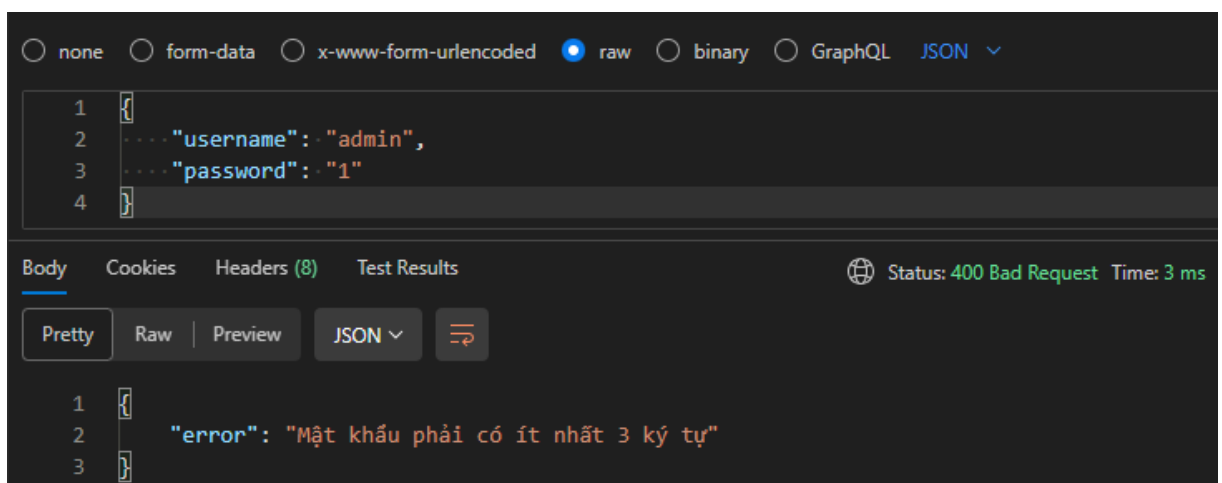 none form-data x-www-form-urlencoded raw binary GraphQL JSON
1 {
2 ····"username":·"admin",
3 ····"password":·"1"
4 }
Body Cookies Headers (8) Test Results Status: 400 Bad Request Time: 3 ms
Pretty Raw Preview JSON
1 {
2 "error": "Mật khẩu phải có ít nhất 3 ký tự"
3 }